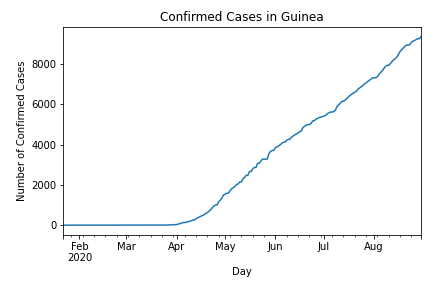 Confirmed Cases in Guinea
Number of Confirmed Cases
8000
6000
4000
2000
0
Feb Mar Apr May Jun Jul Aug
2020
Day